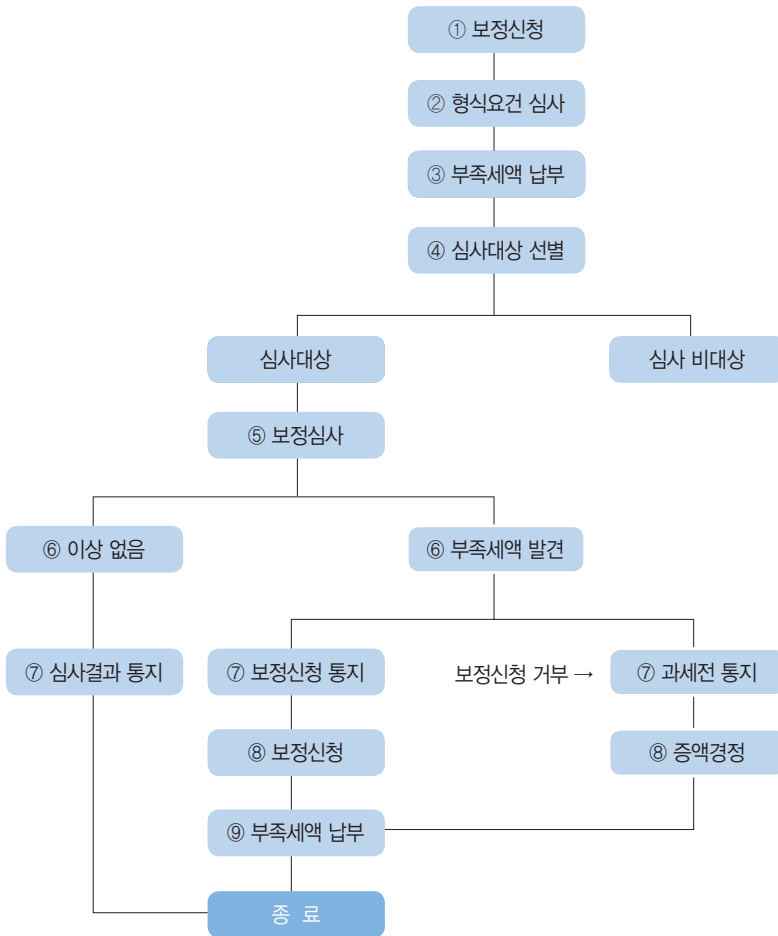 ① 보정신청
② 형식요건 심사
③ 부족세액 납부
④ 심사대상 선별
심사대상
심사 비대상
⑤ 보정심사
⑥ 이상 없음
⑥ 부족세액 발견
⑦ 심사결과 통지
⑦ 보정신청 통지
보정신청 거부 →
⑦ 과세전 통지
⑧ 보정신청
⑧ 증액경정
⑨ 부족세액 납부
종 료